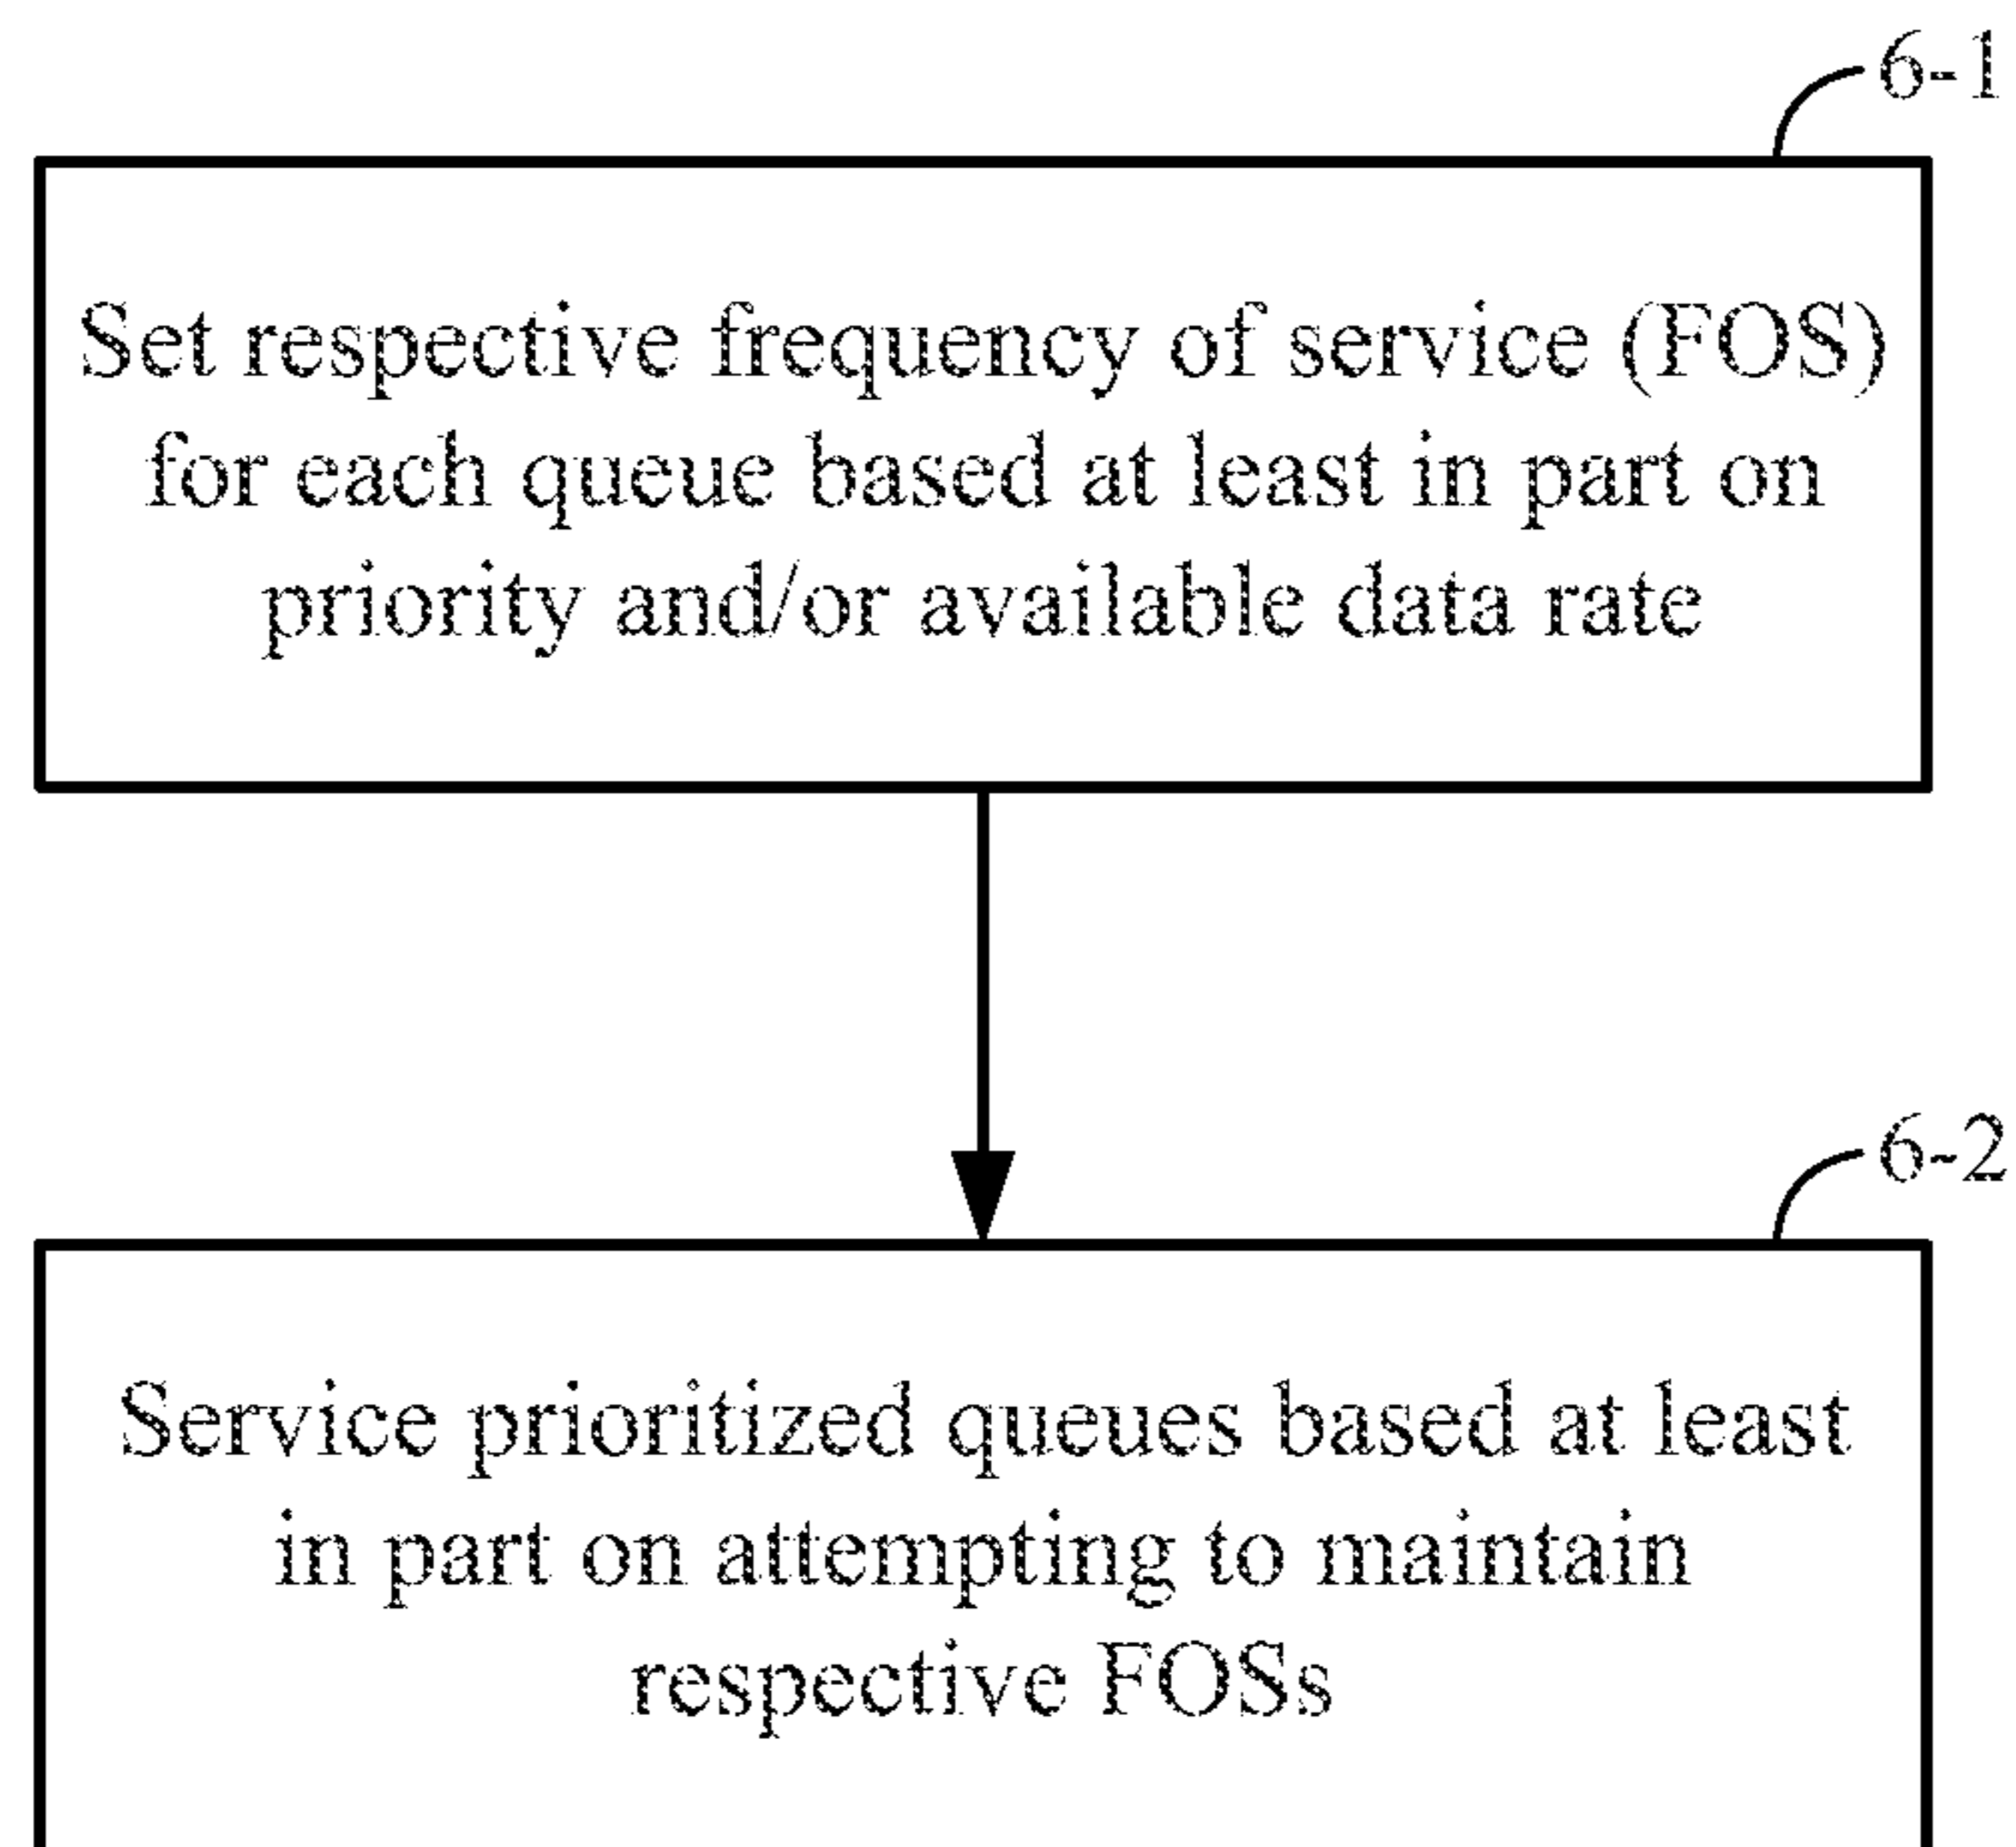 6-1
Set respective frequency of service (FOS)
for each queue based at least in part on
priority and/or available data rate
6-2
Service prioritized queues based at least
in part on attempting to maintain
respective FOSs